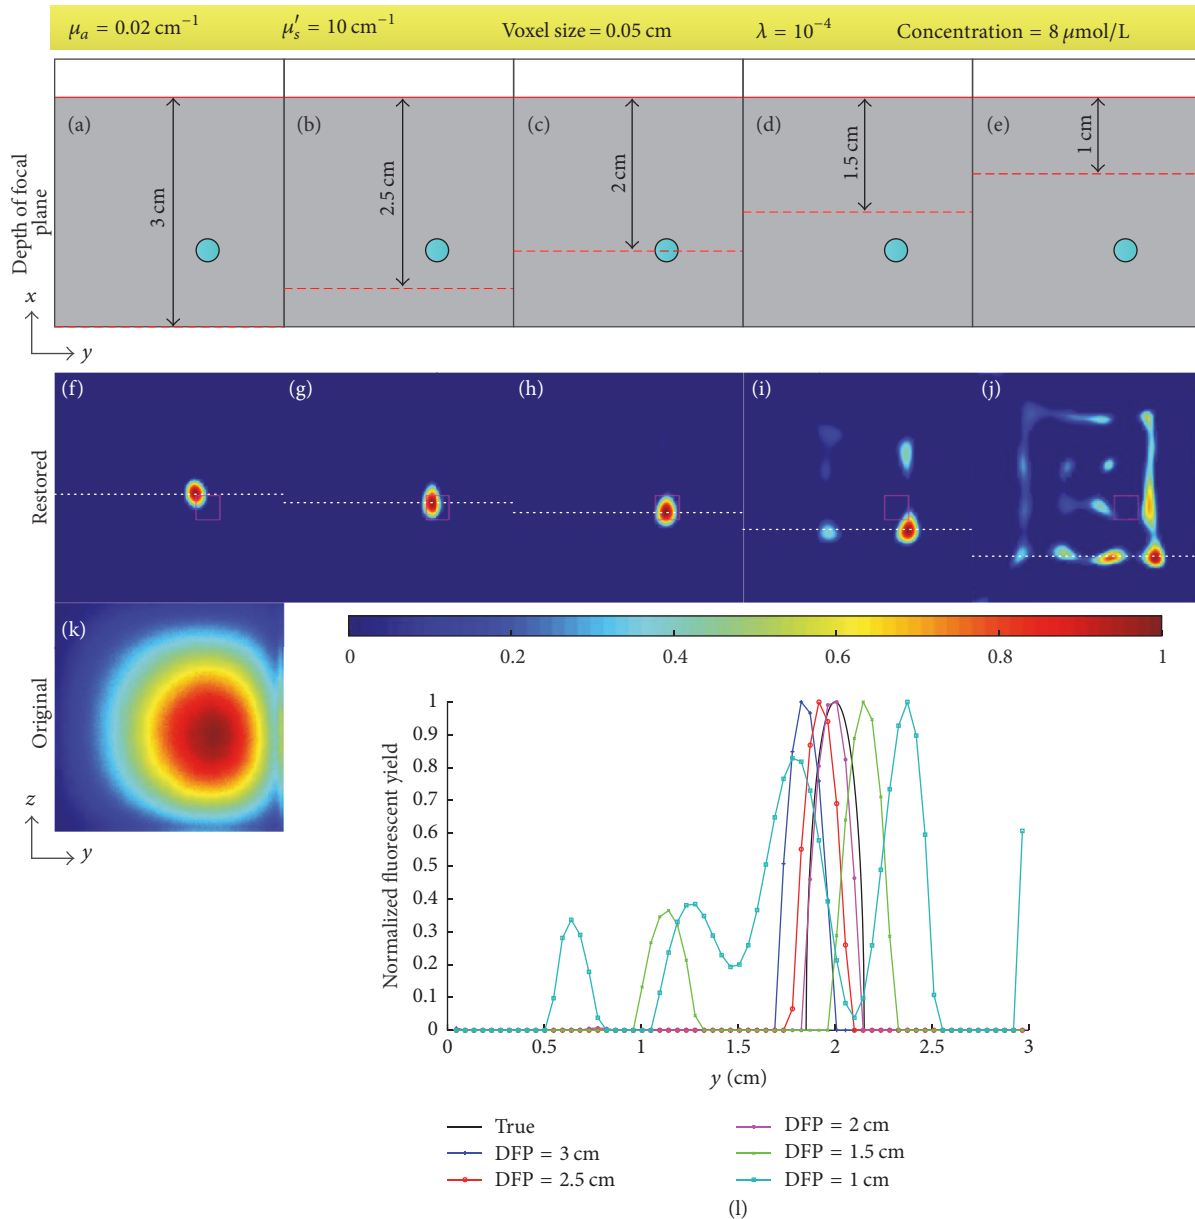 μa = 0.02 cm−1 μ′s = 10 cm−1 Voxel size = 0.05 cm λ = 10−4 Concentration = 8 μmol/L
(a) (b) (c) (d) (e)
3 cm
2.5 cm
2 cm
1.5 cm
1 cm
Depth of focal
plane
x
y
(f) (g) (h) (i) (j)
Restored
(k)
Original
z
y
0 0.2 0.4 0.6 0.8 1
Normalized fluorescent yield
1
0.9
0.8
0.7
0.6
0.5
0.4
0.3
0.2
0.1
0
0 0.5 1 1.5 2 2.5 3
y (cm)
True
DFP = 3 cm
DFP = 2.5 cm
DFP = 2 cm
DFP = 1.5 cm
DFP = 1 cm
(l)